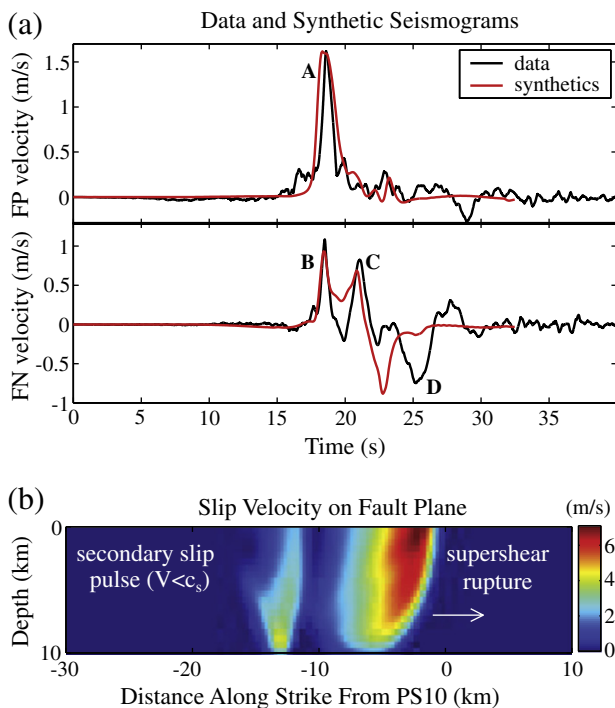 (a)
Data and Synthetic Seismograms
FP velocity (m/s)
1.5
1
0.5
0
A
data
synthetics
FN velocity (m/s)
1
0.5
0
-0.5
-1
B
C
D
0 5 10 15 20 25 30 35
Time (s)
(b)
Slip Velocity on Fault Plane
(m/s)
Depth (km)
0
10
secondary slip
pulse (V<cₛ)
supershear
rupture
6
4
2
0
-30 -20 -10 0 10
Distance Along Strike From PS10 (km)